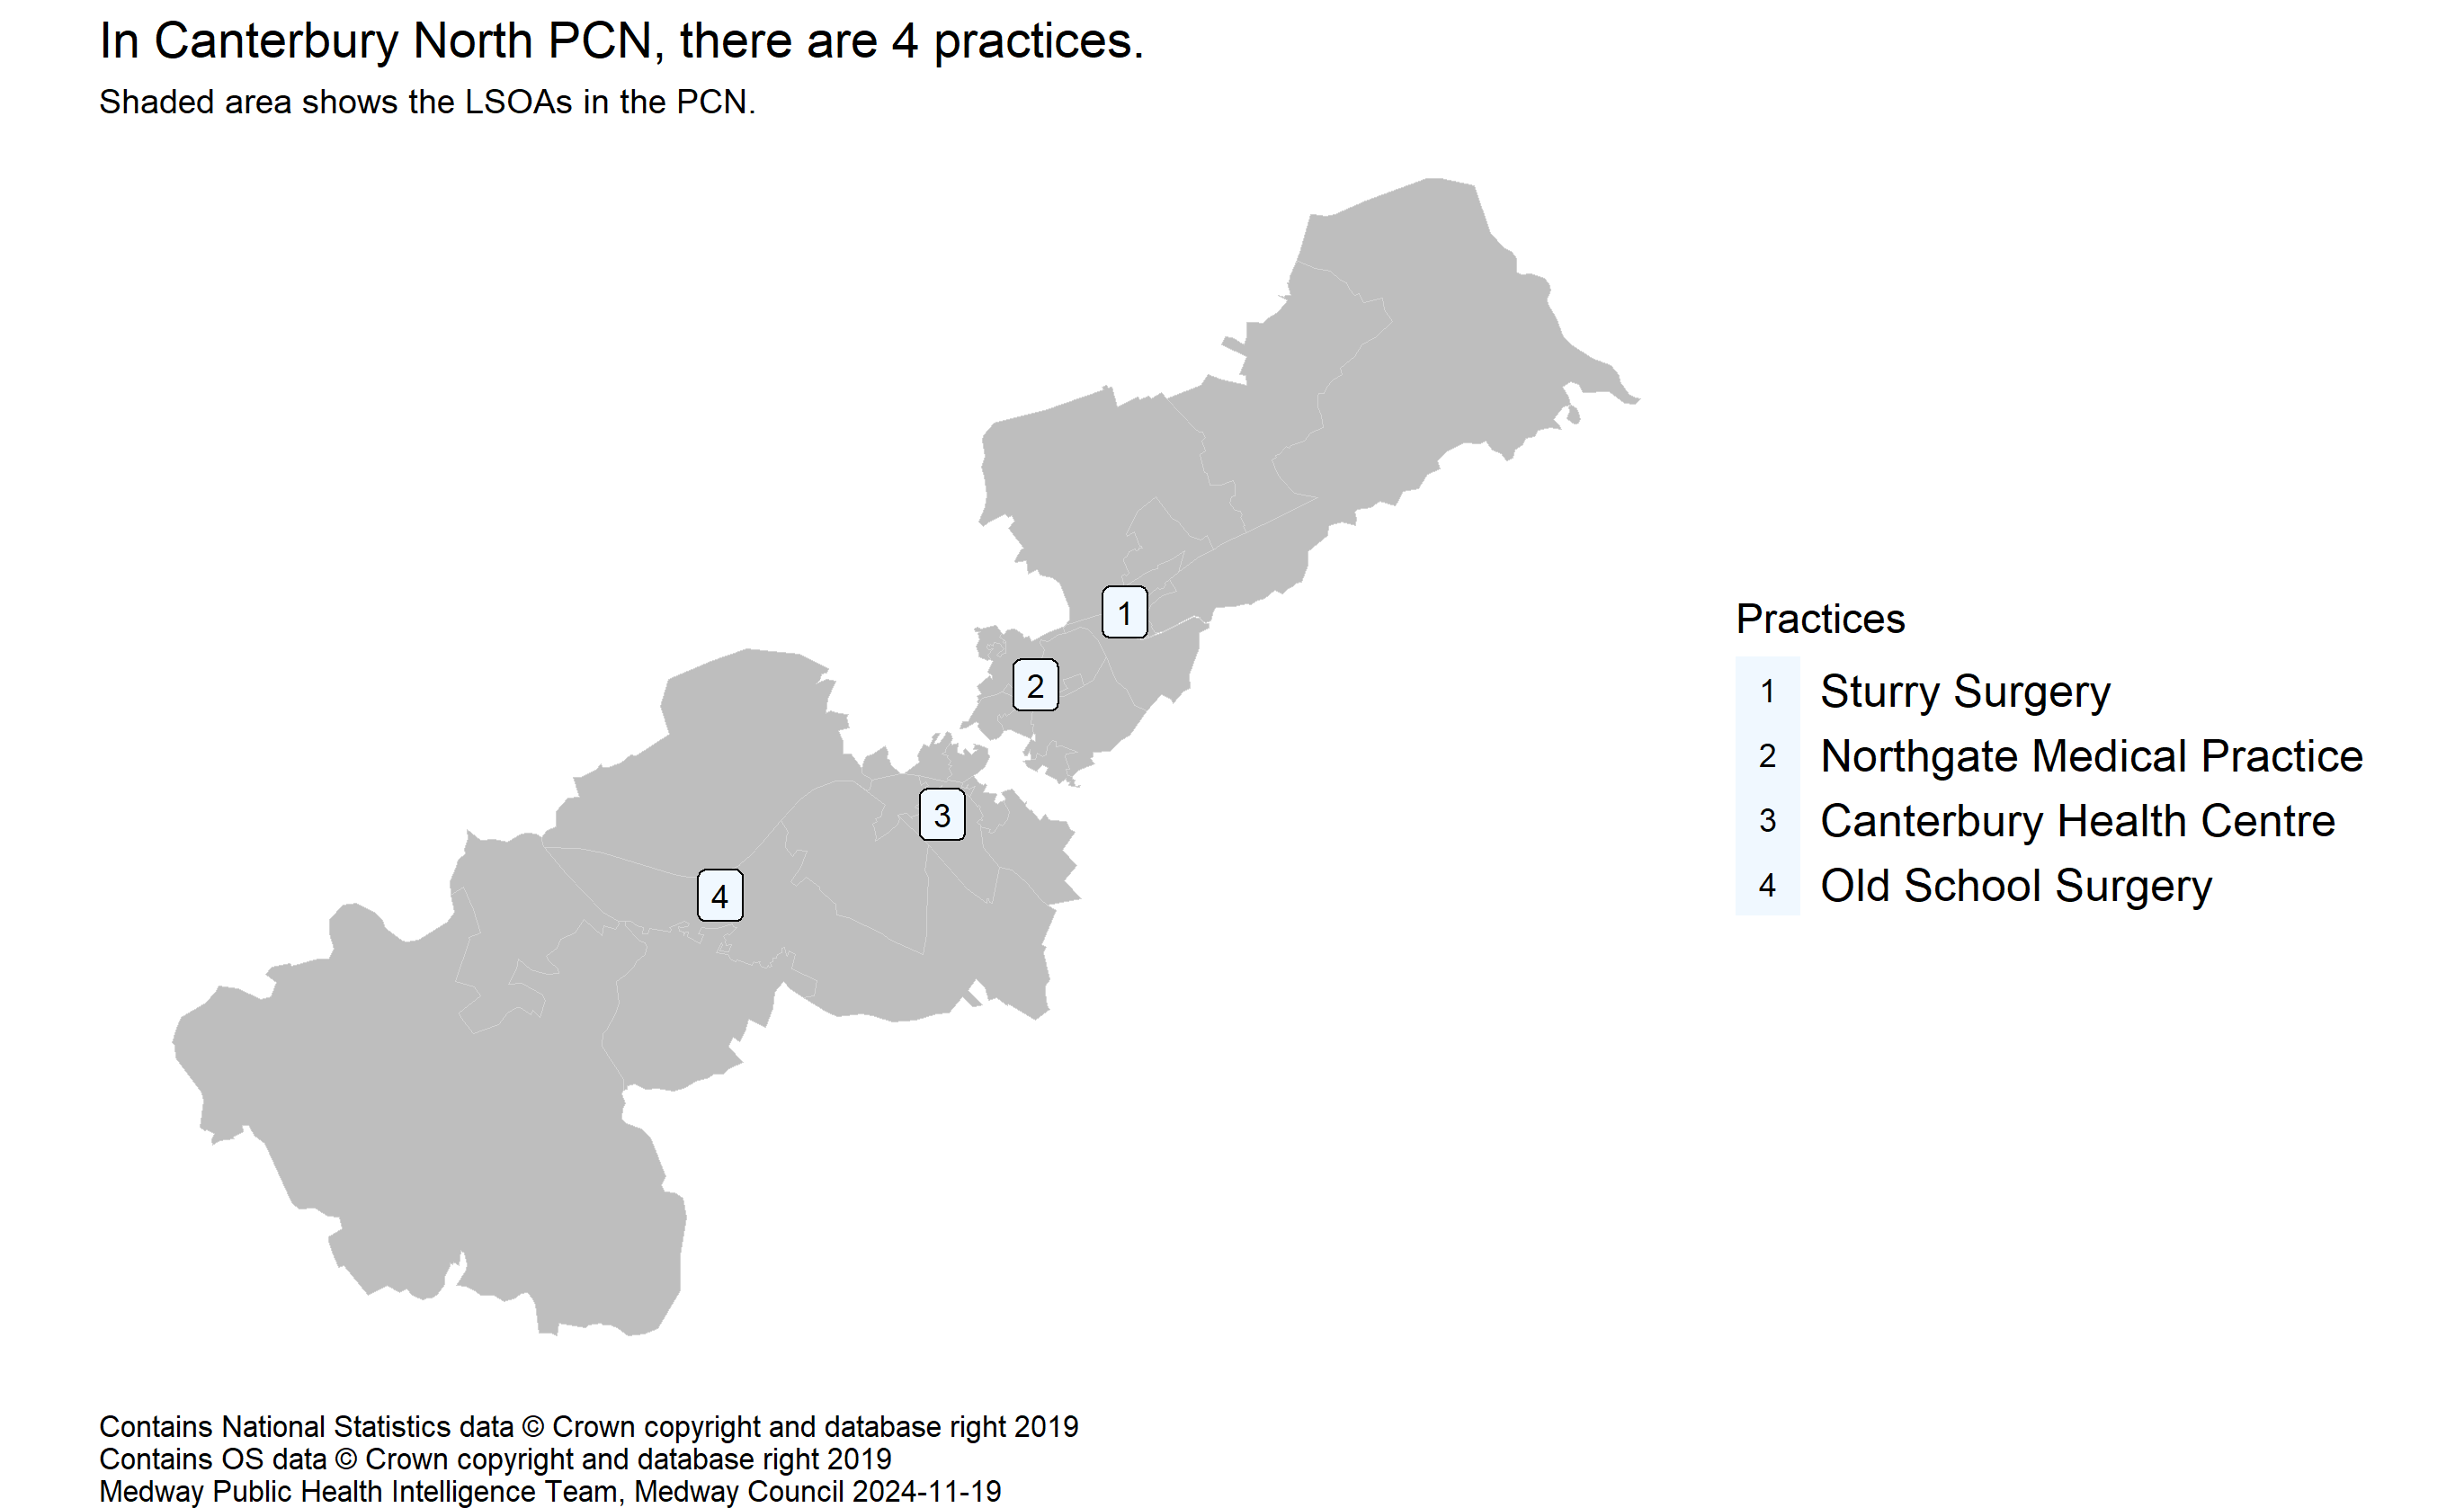 In Canterbury North PCN, there are 4 practices.
Shaded area shows the LSOAs in the PCN.
1
2
3
4
Practices
1 Sturry Surgery
2 Northgate Medical Practice
3 Canterbury Health Centre
4 Old School Surgery
Contains National Statistics data © Crown copyright and database right 2019
Contains OS data © Crown copyright and database right 2019
Medway Public Health Intelligence Team, Medway Council 2024-11-19